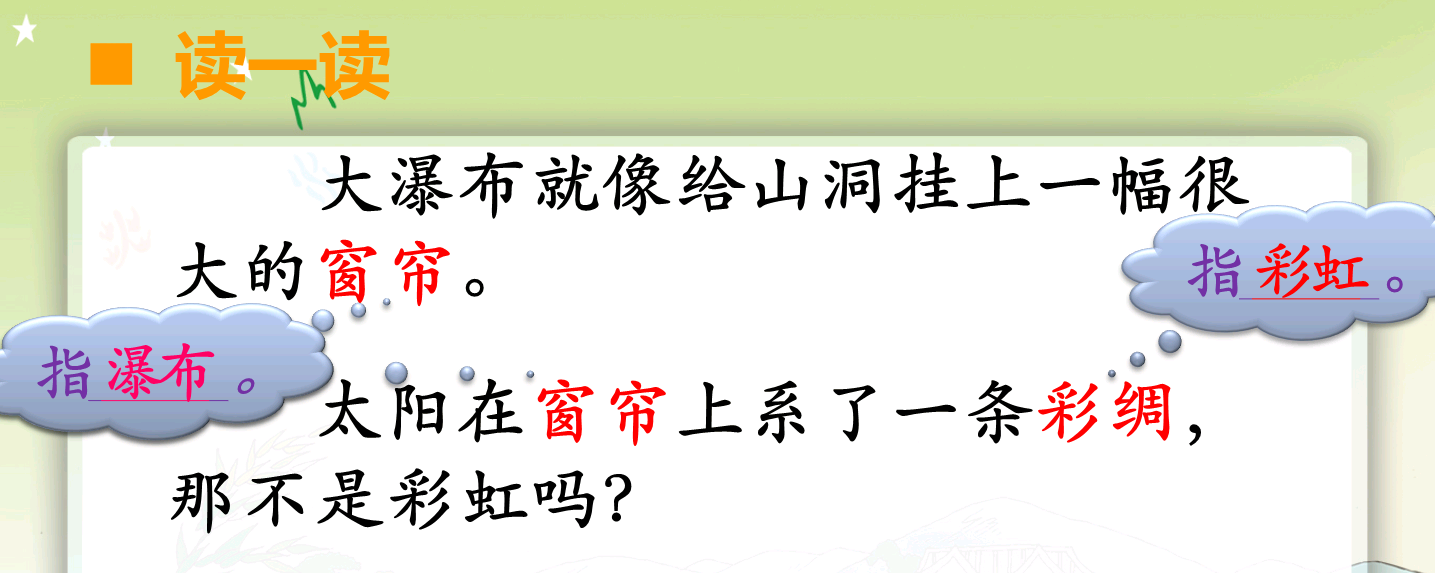 ■ 读一读
大瀑布就像给山洞挂上一幅很
大的窗帘。
指彩虹。
指瀑布。
太阳在窗帘上系了一条彩绸，
那不是彩虹吗？